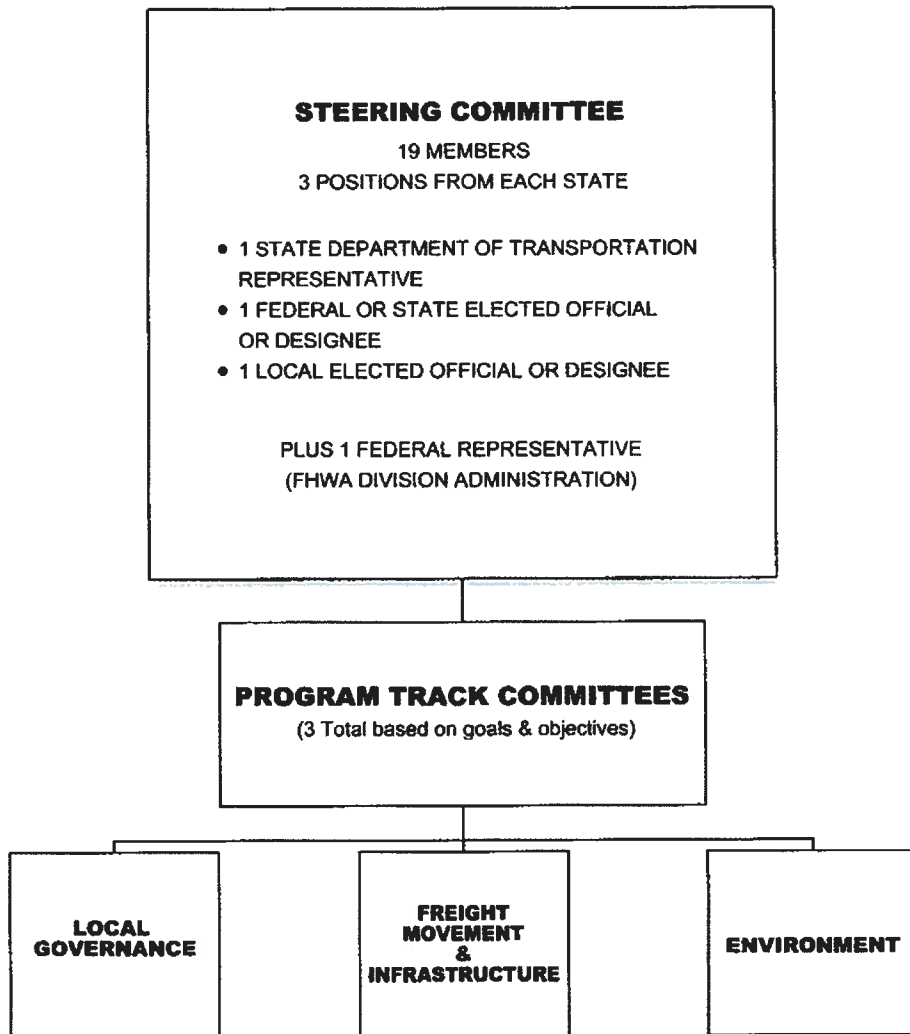 STEERING COMMITTEE
19 MEMBERS
3 POSITIONS FROM EACH STATE
• 1 STATE DEPARTMENT OF TRANSPORTATION
REPRESENTATIVE
• 1 FEDERAL OR STATE ELECTED OFFICIAL
OR DESIGNEE
• 1 LOCAL ELECTED OFFICIAL OR DESIGNEE
PLUS 1 FEDERAL REPRESENTATIVE
(FHWA DIVISION ADMINISTRATION)
PROGRAM TRACK COMMITTEES
(3 Total based on goals & objectives)
LOCAL
GOVERNANCE
FREIGHT
MOVEMENT
&
INFRASTRUCTURE
ENVIRONMENT